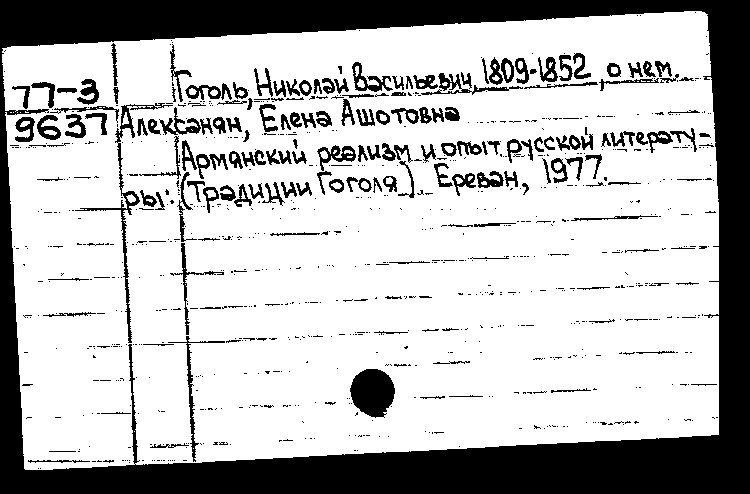 77-3 Гоголь, Николай Васильевич, 1809-1852, о нем.
9637 Алексанян, Елена Ашотовна
Армянский реализм и опыт русской литерату-
ры: (Традиции Гоголя). Ереван, 1977.